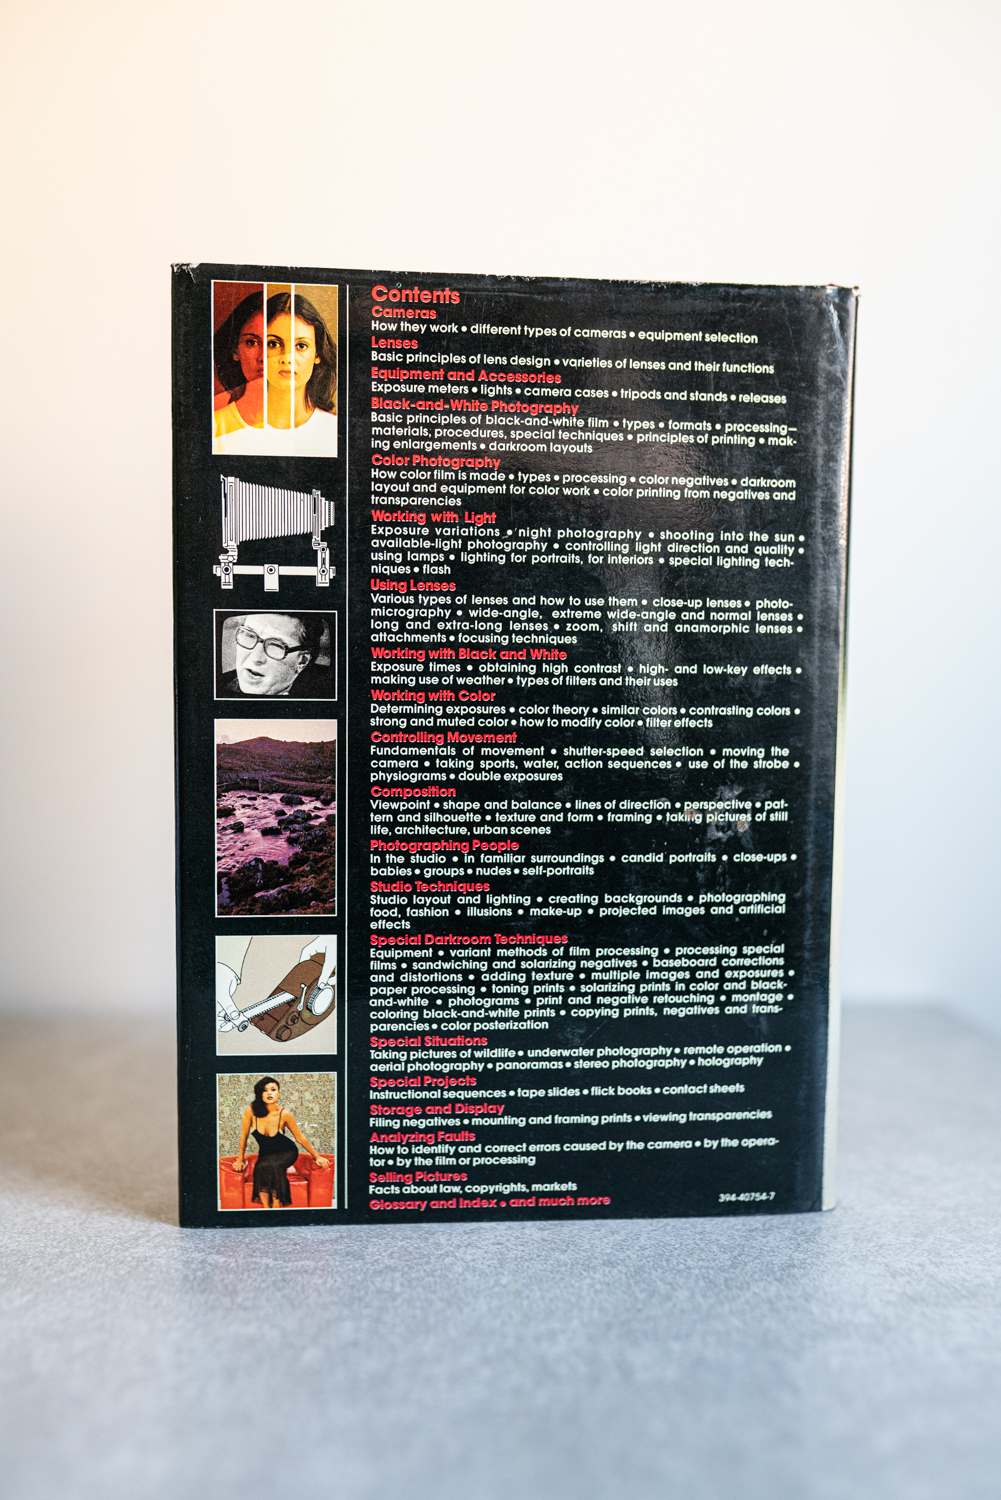 Contents
Cameras
How they work • different types of cameras • equipment selection
Lenses
Basic principles of lens design • varieties of lenses and their functions
Equipment and Accessories
Exposure meters • lights • camera cases • tripods and stands • releases
Black-and-White Photography
Basic principles of black-and-white film • types • formats • processing—
materials, procedures, special techniques • principles of printing • mak-
ing enlargements • darkroom layouts
Color Photography
How color film is made • types • processing • color negatives • darkroom
layout and equipment for color work • color printing from negatives and
transparencies
Working with Light
Exposure variations • night photography • shooting into the sun •
available-light photography • controlling light direction and quality •
using lamps • lighting for portraits, for interiors • special lighting tech-
niques • flash
Using Lenses
Various types of lenses and how to use them • close-up lenses • photo-
micrography • wide-angle, extreme wide-angle and normal lenses •
long and extra-long lenses • zoom, shift and anamorphic lenses •
attachments • focusing techniques
Working with Black and White
Exposure times • obtaining high contrast • high- and low-key effects •
making use of weather • types of filters and their uses
Working with Color
Determining exposures • color theory • similar colors • contrasting colors •
strong and muted color • how to modify color • filter effects
Controlling Movement
Fundamentals of movement • shutter-speed selection • moving the
camera • taking sports, water, action sequences • use of the strobe •
physiograms • double exposures
Composition
Viewpoint • shape and balance • lines of direction • perspective • pat-
tern and silhouette • texture and form • framing • taking pictures of still
life, architecture, urban scenes
Photographing People
In the studio • in familiar surroundings • candid portraits • close-ups •
babies • groups • nudes • self-portraits
Studio Techniques
Studio layout and lighting • creating backgrounds • photographing
food, fashion • illusions • make-up • projected images and artificial
effects
Special Darkroom Techniques
Equipment • variant methods of film processing • processing special
films • sandwiching and solarizing negatives • baseboard corrections
and distortions • adding texture • multiple images and exposures •
paper processing • toning prints • solarizing prints in color and black-
and-white • photograms • print and negative retouching • montage •
coloring black-and-white prints • copying prints, negatives and trans-
parencies • color posterization
Special Situations
Taking pictures of wildlife • underwater photography • remote operation •
aerial photography • panoramas • stereo photography • holography
Special Projects
Instructional sequences • tape slides • flick books • contact sheets
Storage and Display
Filing negatives • mounting and framing prints • viewing transparencies
Analyzing Faults
How to identify and correct errors caused by the camera • by the opera-
tor • by the film or processing
Selling Pictures
Facts about law, copyrights, markets
Glossary and Index • and much more
394-40754-7